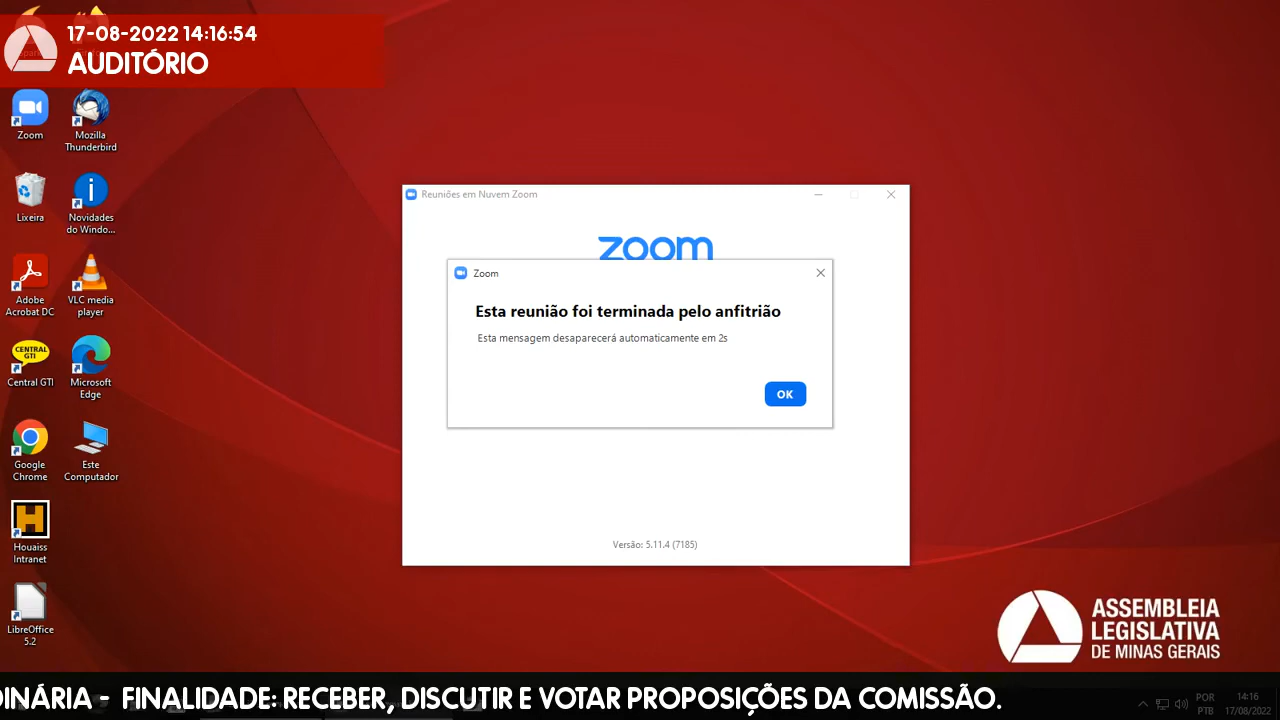 17-08-2022 14:16:54
AUDITÓRIO
Zoom
Mozilla
Thunderbird
Lixeira
Novidades
do Windo...
Adobe
Acrobat DC
VLC media
player
CENTRAL
GTI
Central GTI
Microsoft
Edge
Google
Chrome
Este
Computador
Houaiss
Intranet
LibreOffice
5.2
Reuniões em Nuvem Zoom
zoom
Zoom
Esta reunião foi terminada pelo anfitrião
Esta mensagem desaparecerá automaticamente em 2s
OK
Versão: 5.11.4 (7185)
ASSEMBLEIA
LEGISLATIVA
DE MINAS GERAIS
DINÁRIA - FINALIDADE: RECEBER, DISCUTIR E VOTAR PROPOSIÇÕES DA COMISSÃO.
POR
PTB
14:16
17/08/2022